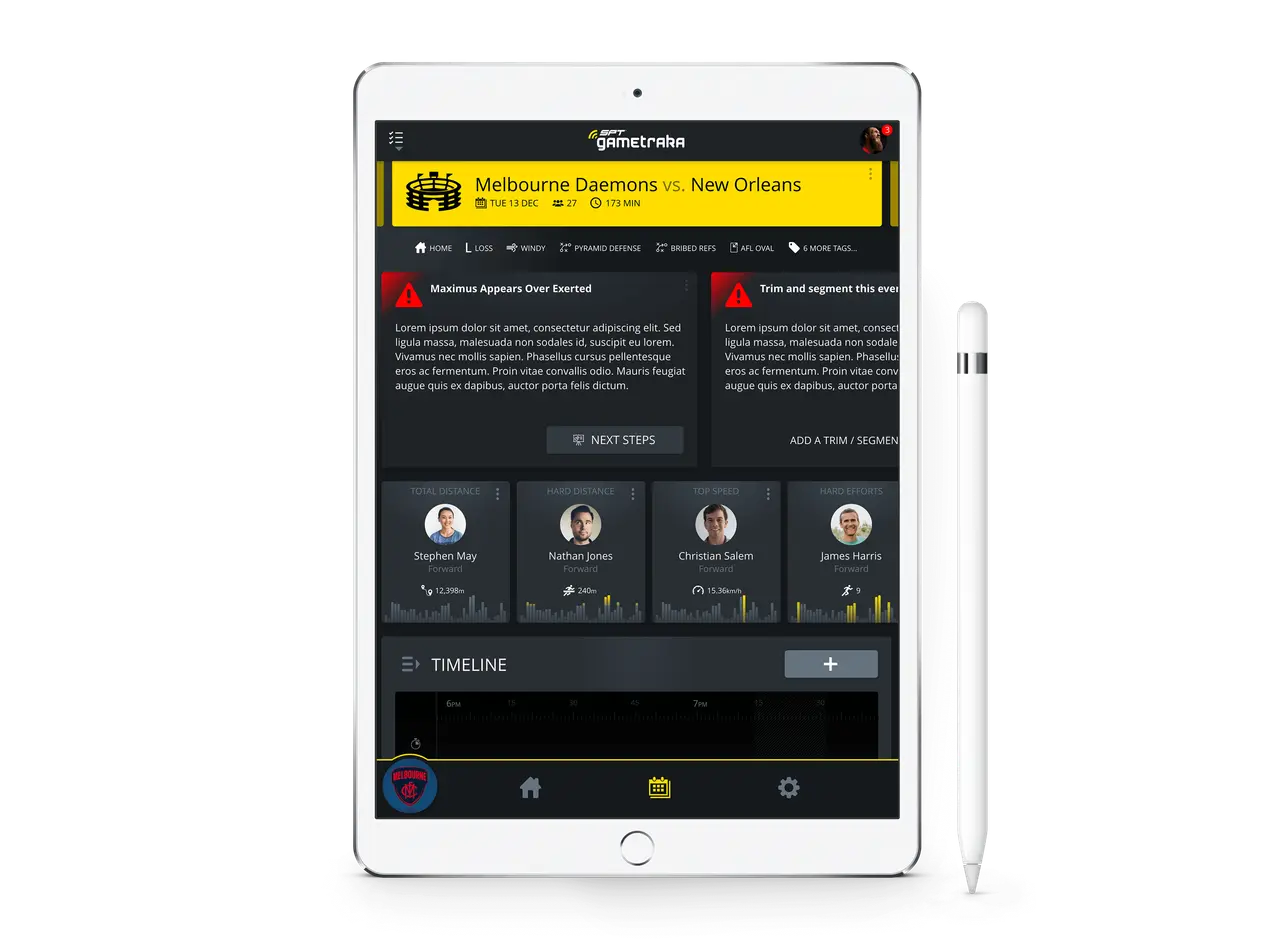 SPT
gametraka
3
Melbourne Daemons vs. New Orleans
TUE 13 DEC 27 173 MIN
HOME L LOSS WINDY PYRAMID DEFENSE BRIBED REFS AFL OVAL 6 MORE TAGS...
Maximus Appears Over Exerted
Lorem ipsum dolor sit amet, consectetur adipiscing elit. Sed
ligula massa, malesuada non sodales id, suscipit eu lorem.
Vivamus nec mollis sapien. Phasellus cursus pellentesque
eros ac fermentum. Proin vitae convallis odio. Mauris feugiat
augue quis ex dapibus, auctor porta felis dictum.
NEXT STEPS
Trim and segment this ever
Lorem ipsum dolor sit amet, consect
ligula massa, malesuada non sodale
Vivamus nec mollis sapien. Phasellus
eros ac fermentum. Proin vitae conv
augue quis ex dapibus, auctor porta
ADD A TRIM / SEGMEN
TOTAL DISTANCE
Stephen May
Forward
12,398m
HARD DISTANCE
Nathan Jones
Forward
240m
TOP SPEED
Christian Salem
Forward
15.36km/h
HARD EFFORTS
James Harris
Forward
9
TIMELINE
+
6PM 15 30 45 7PM 15 30
MELBOURNE